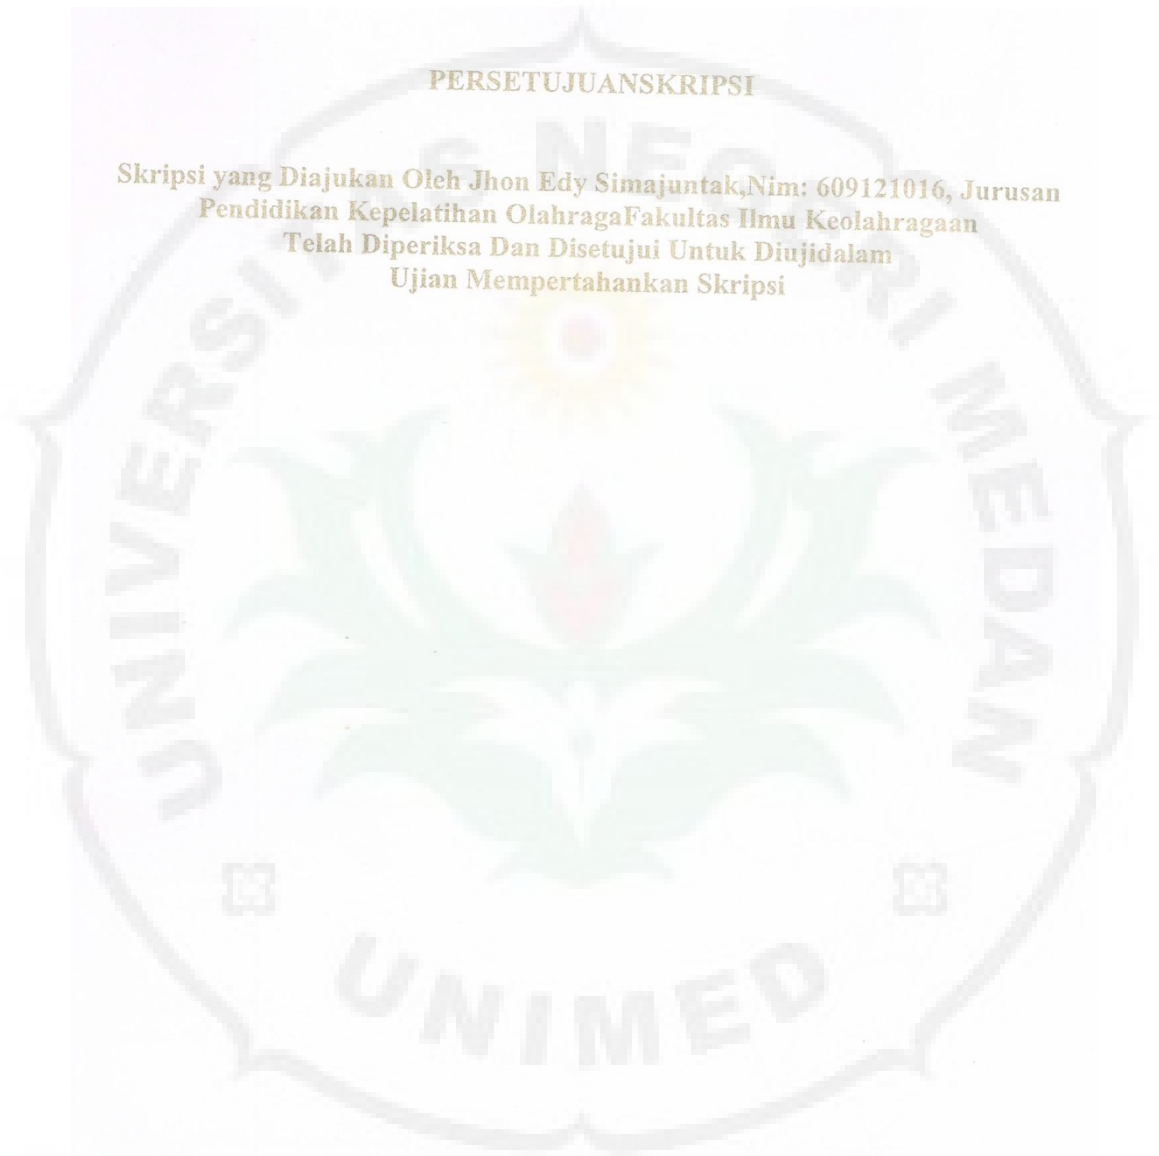 PERSETUJUANSKRIPSI
Skripsi yang Diajukan Oleh Jhon Edy Simajuntak,Nim: 609121016, Jurusan
Pendidikan Kepelatihan OlahragaFakultas Ilmu Keolahragaan
Telah Diperiksa Dan Disetujui Untuk Diujidalam
Ujian Mempertahankan Skripsi
UNIVERSITAS NEGERI MEDAN
UNIMED